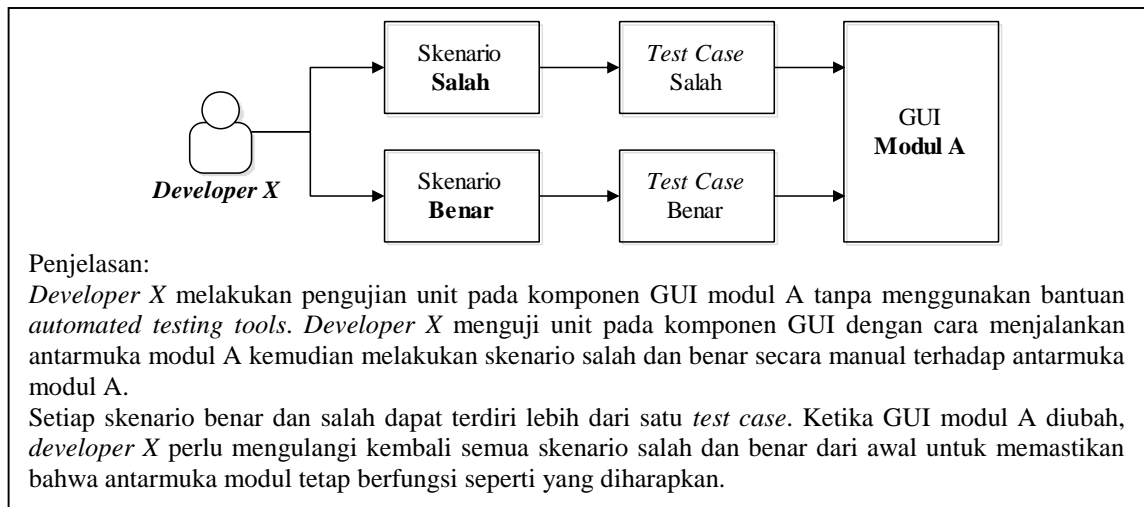 Skenario
Salah
Test Case
Salah
GUI
Modul A
Developer X
Skenario
Benar
Test Case
Benar
Penjelasan:
Developer X melakukan pengujian unit pada komponen GUI modul A tanpa menggunakan bantuan
automated testing tools. Developer X menguji unit pada komponen GUI dengan cara menjalankan
antarmuka modul A kemudian melakukan skenario salah dan benar secara manual terhadap antarmuka
modul A.
Setiap skenario benar dan salah dapat terdiri lebih dari satu test case. Ketika GUI modul A diubah,
developer X perlu mengulangi kembali semua skenario salah dan benar dari awal untuk memastikan
bahwa antarmuka modul tetap berfungsi seperti yang diharapkan.